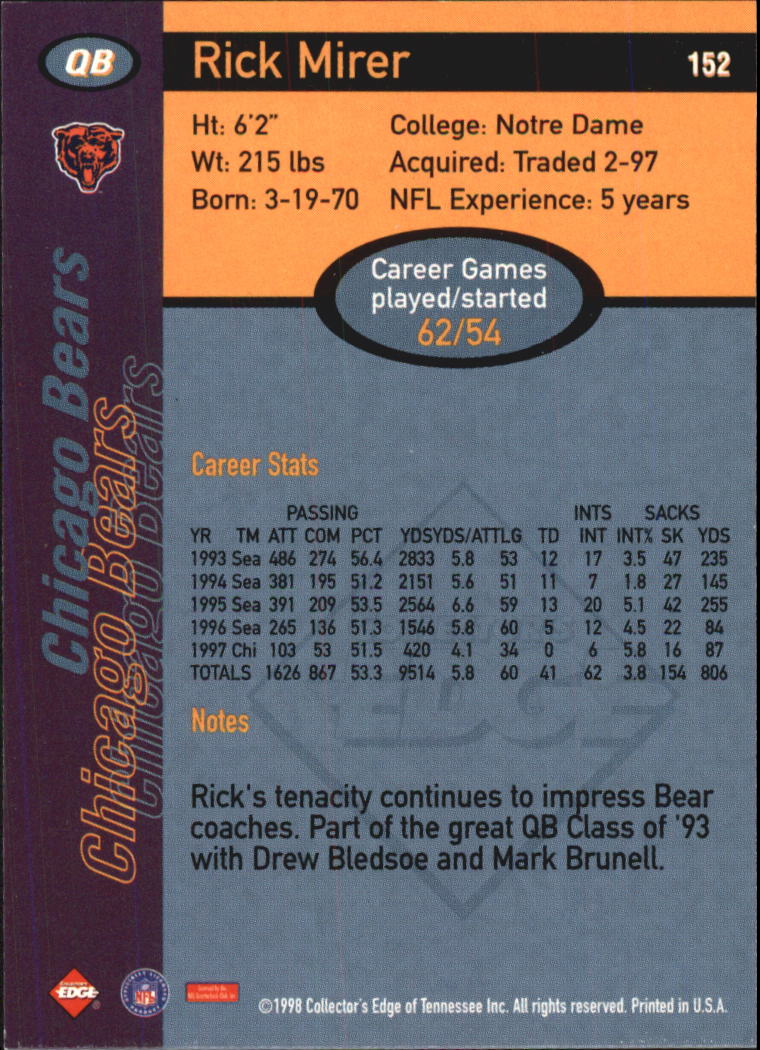 QB
Rick Mirer 152
Ht: 6'2" College: Notre Dame
Wt: 215 lbs Acquired: Traded 2-97
Born: 3-19-70 NFL Experience: 5 years
Career Games
played/started
62/54
Chicago Bears
Chicago Bears
Chicago Bears
Career Stats
PASSING INTS SACKS
YR TM ATT COM PCT YDS YDS/ATT LG TD INT INT% SK YDS
1993 Sea 486 274 56.4 2833 5.8 53 12 17 3.5 47 235
1994 Sea 381 195 51.2 2151 5.6 51 11 7 1.8 27 145
1995 Sea 391 209 53.5 2564 6.6 59 13 20 5.1 42 255
1996 Sea 265 136 51.3 1546 5.8 60 5 12 4.5 22 84
1997 Chi 103 53 51.5 420 4.1 34 0 6 5.8 16 87
TOTALS 1626 867 53.3 9514 5.8 60 41 62 3.8 154 806
EDGE
Notes
Rick's tenacity continues to impress Bear
coaches. Part of the great QB Class of '93
with Drew Bledsoe and Mark Brunell.
EDGE
NFL
©1998 Collector's Edge of Tennessee Inc. All rights reserved. Printed in U.S.A.